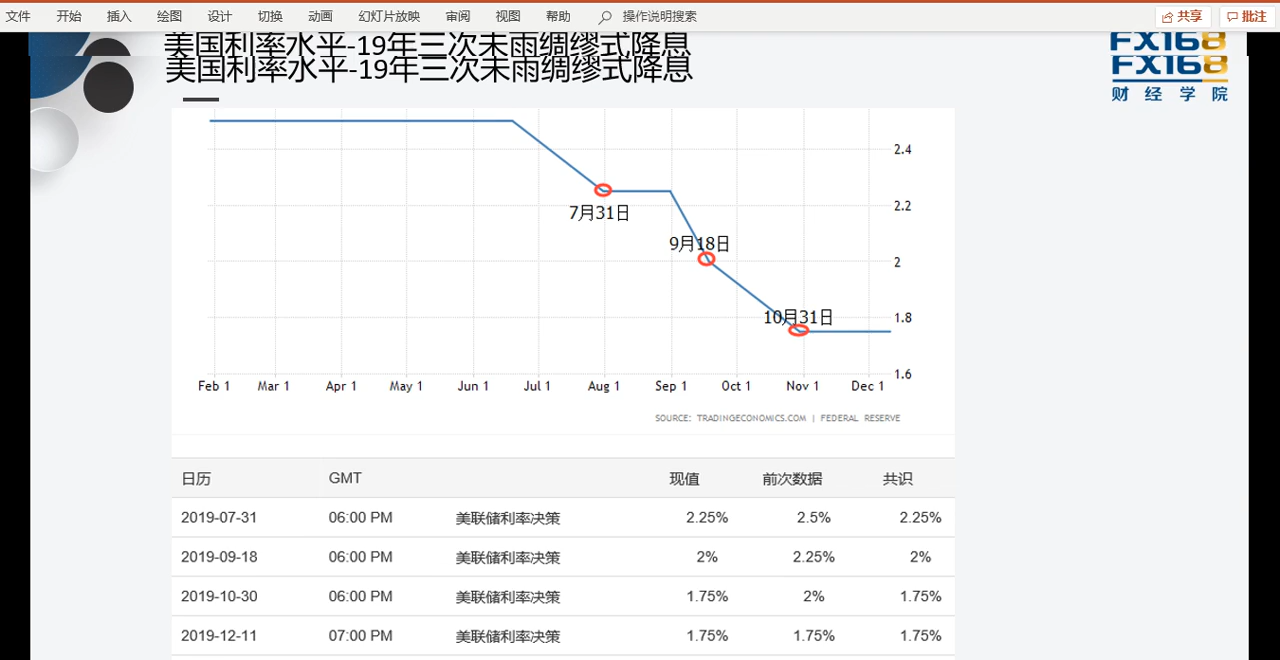 文件 开始 插入 绘图 设计 切换 动画 幻灯片放映 审阅 视图 帮助 操作说明搜索 共享 批注
美国利率水平-19年三次未雨绸缪式降息
美国利率水平-19年三次未雨绸缪式降息
FX168
FX168
财经学院
2.4
7月31日
2.2
9月18日
2
10月31日
1.8
1.6
Feb 1 Mar 1 Apr 1 May 1 Jun 1 Jul 1 Aug 1 Sep 1 Oct 1 Nov 1 Dec 1
SOURCE: TRADINGECONOMICS.COM | FEDERAL RESERVE
日历 GMT 现值 前次数据 共识
2019-07-31 06:00 PM 美联储利率决策 2.25% 2.5% 2.25%
2019-09-18 06:00 PM 美联储利率决策 2% 2.25% 2%
2019-10-30 06:00 PM 美联储利率决策 1.75% 2% 1.75%
2019-12-11 07:00 PM 美联储利率决策 1.75% 1.75% 1.75%